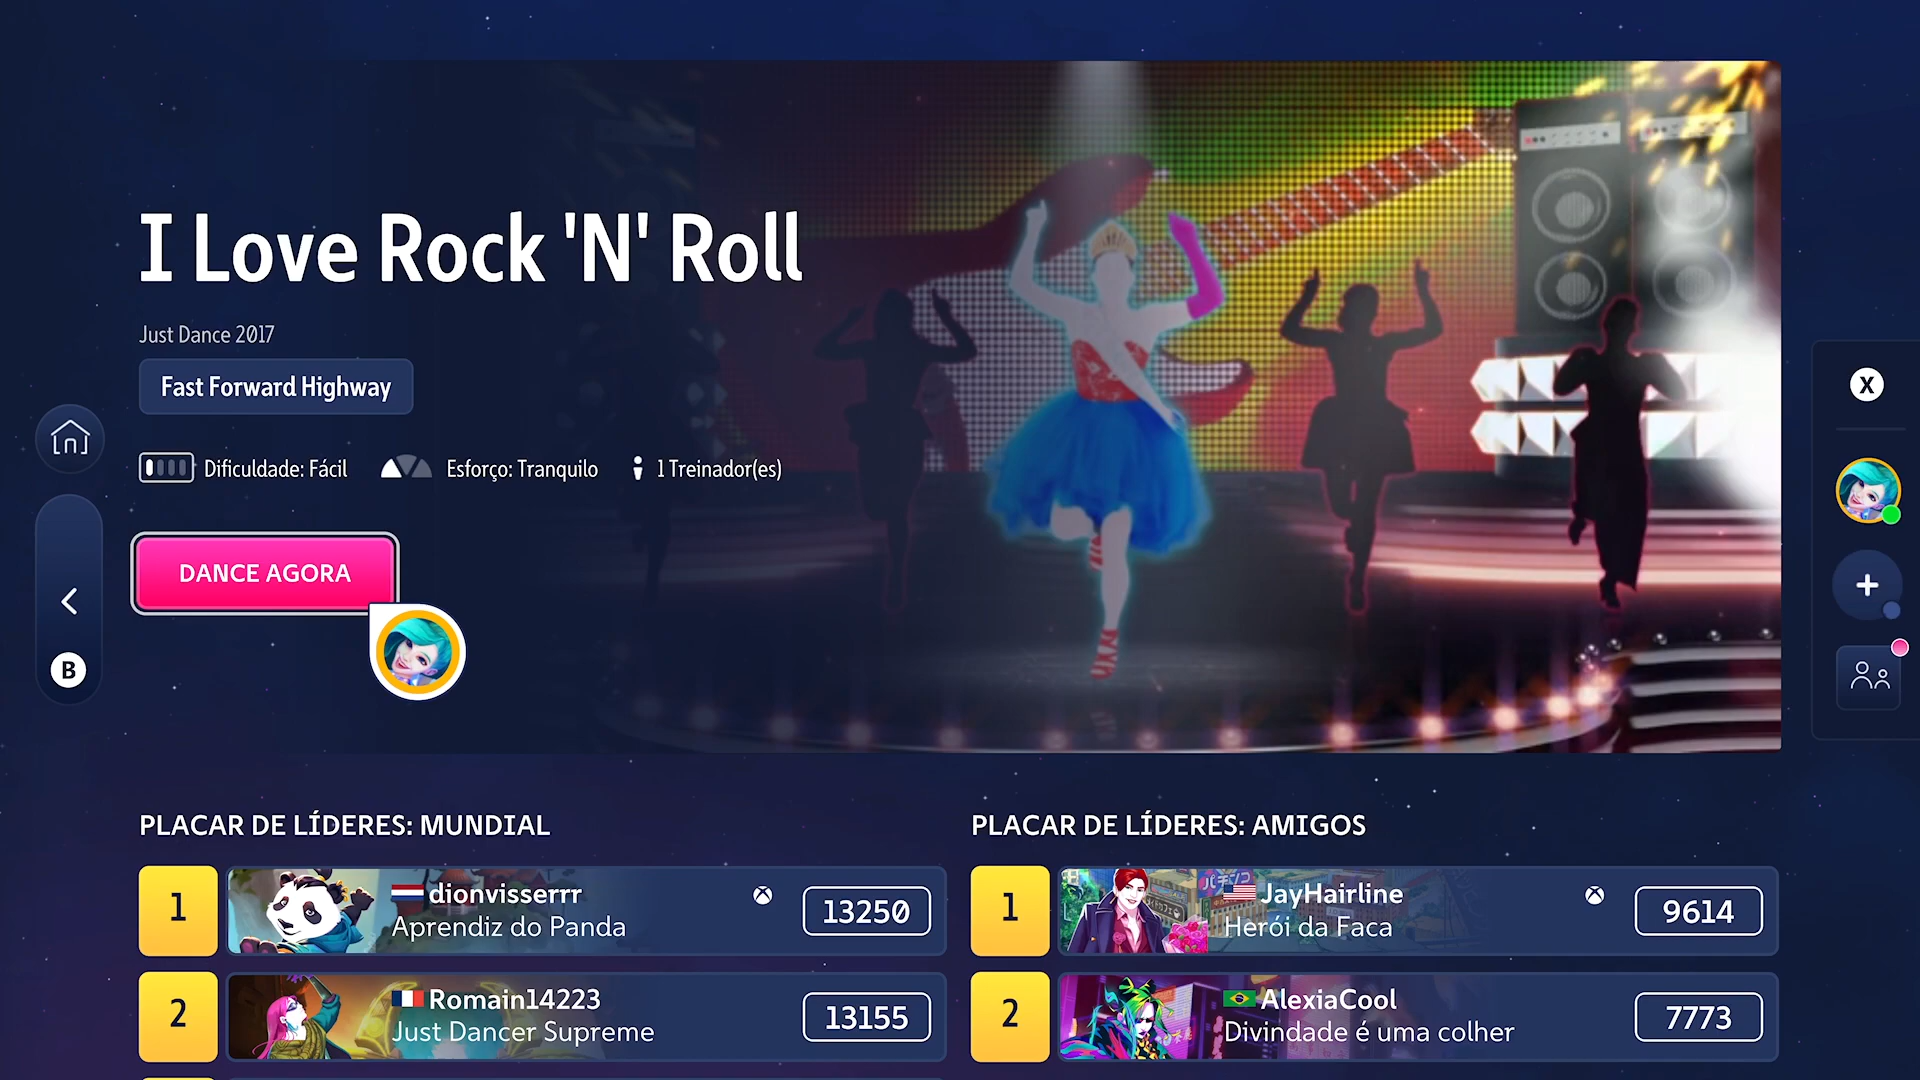 I Love Rock 'N' Roll
Just Dance 2017
Fast Forward Highway
Dificuldade: Fácil
Esforço: Tranquilo
1 Treinador(es)
DANCE AGORA
B
X
PLACAR DE LÍDERES: MUNDIAL
1
dionvisserrr
Aprendiz do Panda
13250
2
Romain14223
Just Dancer Supreme
13155
PLACAR DE LÍDERES: AMIGOS
1
JayHairline
Herói da Faca
9614
2
AlexiaCool
Divindade é uma colher
7773